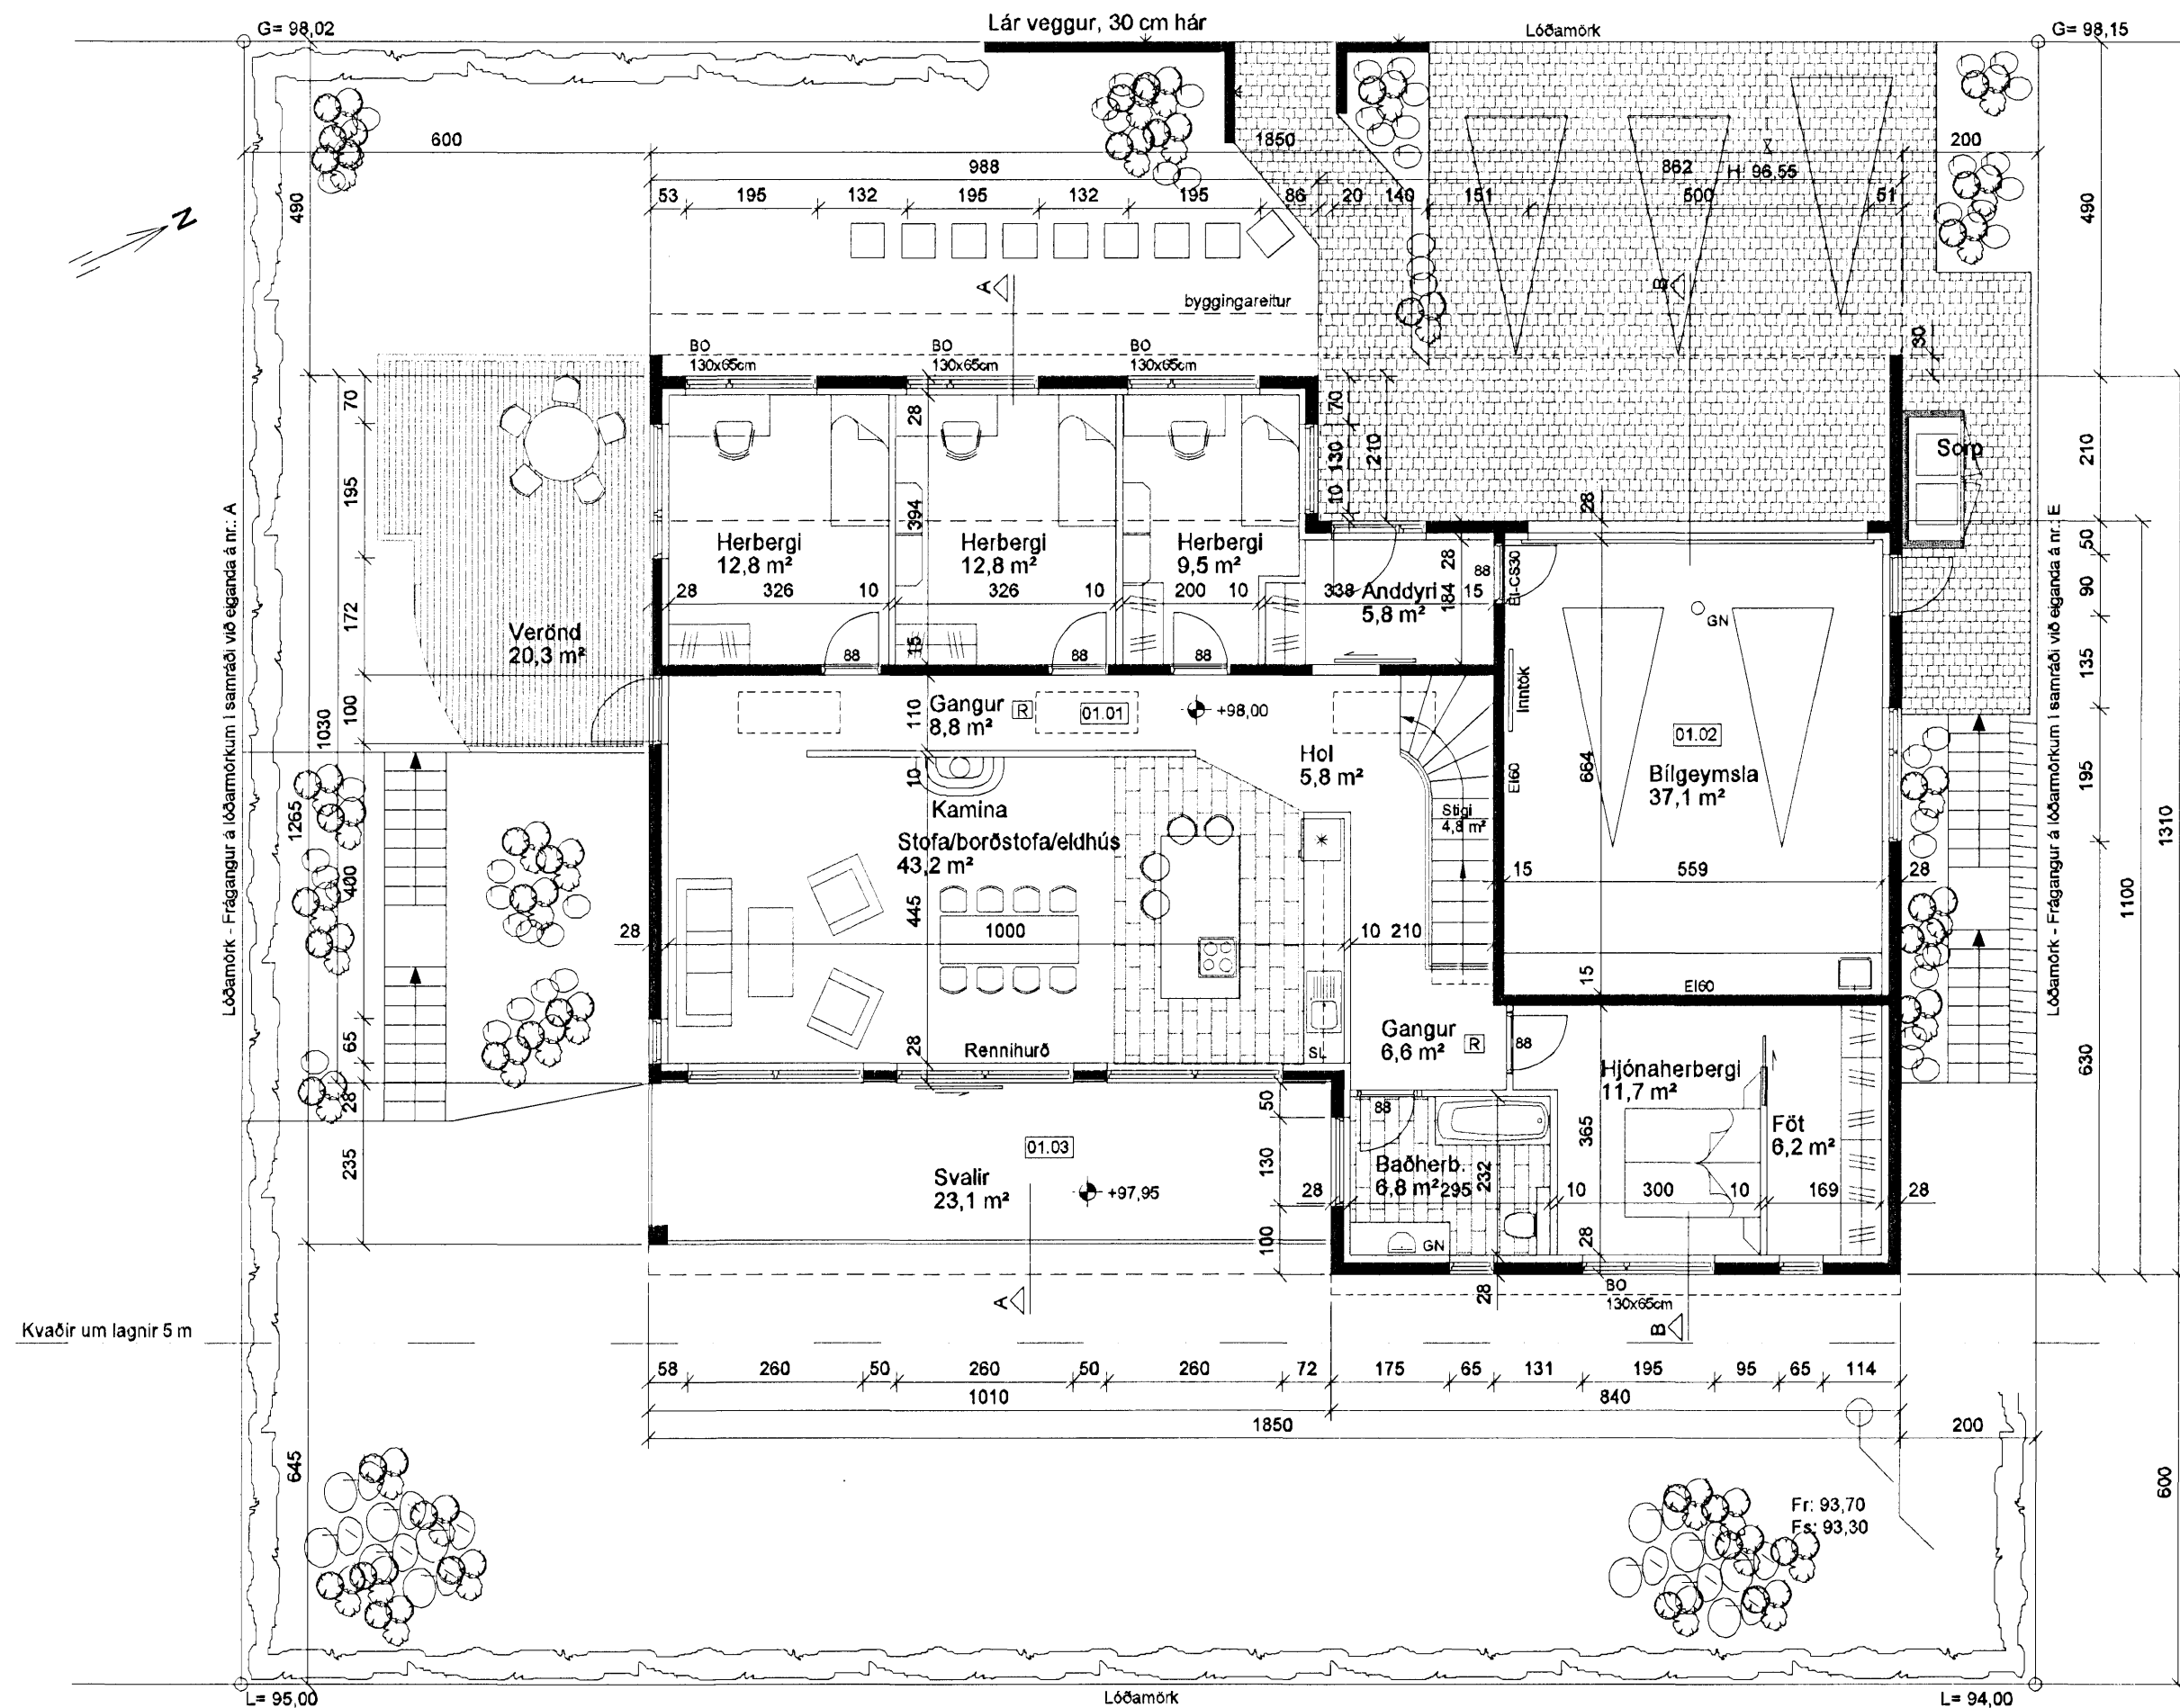 Lár veggur, 30 cm hár
G= 98,02
Lóðamörk
G= 98,15
600
1850
200
490
988
862
H: 96,55
490
53 195 132 195 132 195 86 20 140 151 500 51
N
A
B
byggingareitur
30
BO
130x65cm
BO
130x65cm
BO
130x65cm
70
28
70
130
210
10
28
Sorp
210
195
394
Herbergi
12,8 m²
Herbergi
12,8 m²
Herbergi
9,5 m²
28 326 10 326 10 200 10 338
Anddyri
5,8 m²
28
184
15
88
EI-CS30
GN
50
90
172
Verönd
20,3 m²
15
88
88
88
135
Inntök
100
1030
110
Gangur
8,8 m²
R
01.01
+98,00
Hol
5,8 m²
01.02
Bílgeymsla
37,1 m²
664
EI60
195
1310
1265
10
Kamina
Stofa/borðstofa/eldhús
43,2 m²
Stigi
4,8 m²
400
445
15 559 28
1100
28 1000 10 210
15
EI60
Lóðamörk - Frágangur á lóðamörkum í samráði við eiganda á nr.: A
Lóðamörk - Frágangur á lóðamörkum í samráði við eiganda á nr.: E
65
28
Rennihurð
SL
Gangur
6,6 m²
R
88
Hjónaherbergi
11,7 m²
630
28
50
88
365
Föt
6,2 m²
235
01.03
Svalir
23,1 m²
+97,95
130
28
Baðherb.
6,8 m²
295
232
10 300 10 169 28
100
GN
28
28
BO
130x65cm
A
B
Kvaðir um lagnir 5 m
58 260 50 260 50 260 72 175 65 131 195 95 65 114
1010 840
1850 200
645
600
Fr: 93,70
Fs: 93,30
L= 95,00
Lóðamörk
L= 94,00